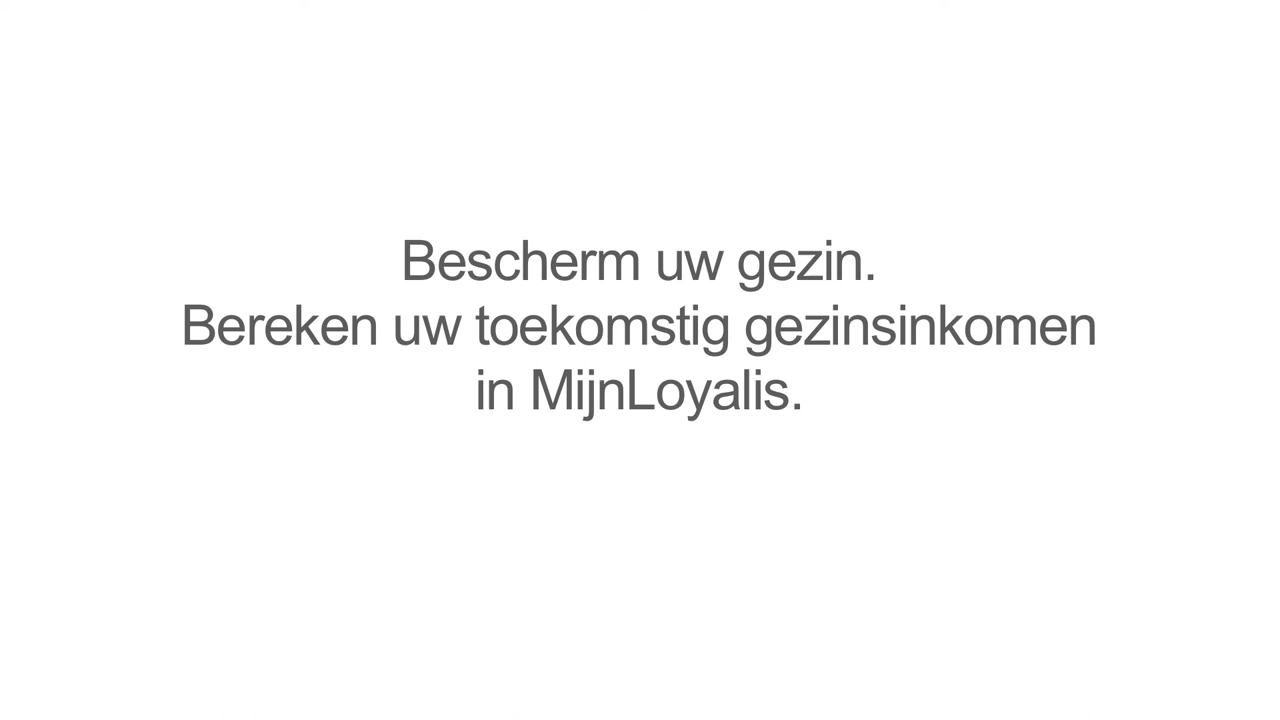 Bescherm uw gezin.
Bereken uw toekomstig gezinsinkomen
in MijnLoyalis.